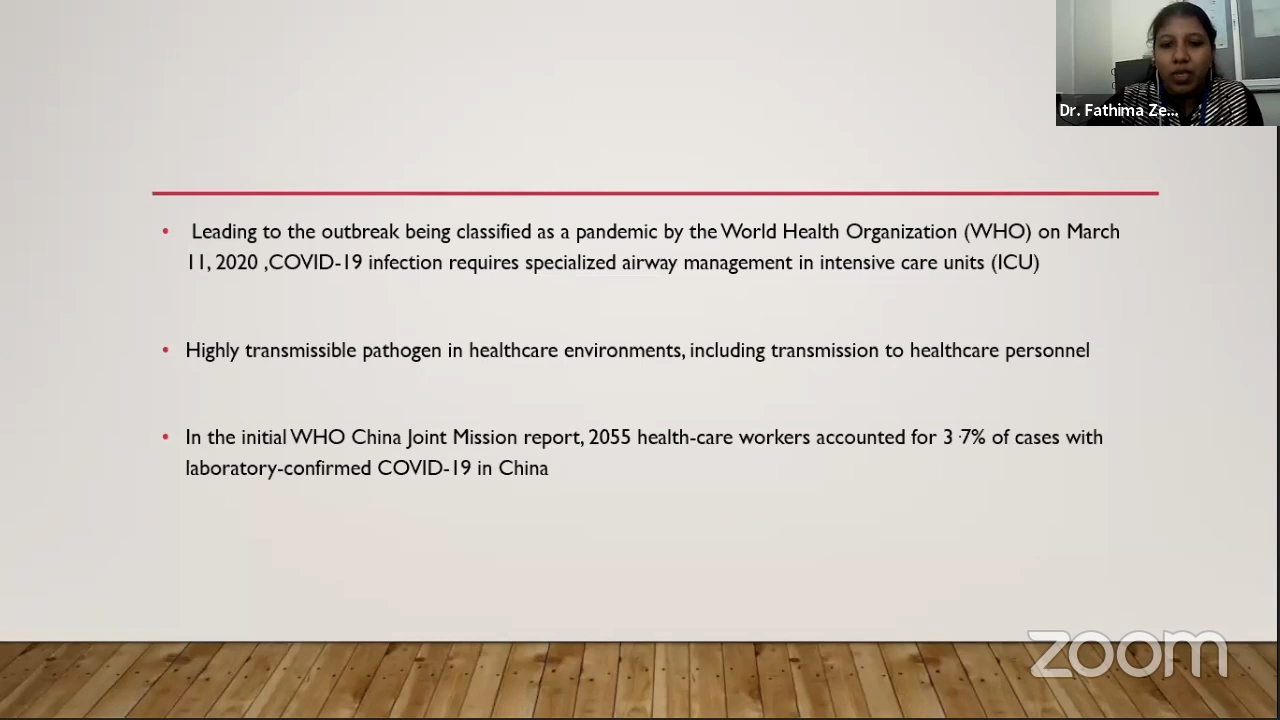 Dr. Fathima Ze...
• Leading to the outbreak being classified as a pandemic by the World Health Organization (WHO) on March
11, 2020 ,COVID-19 infection requires specialized airway management in intensive care units (ICU)
• Highly transmissible pathogen in healthcare environments, including transmission to healthcare personnel
• In the initial WHO China Joint Mission report, 2055 health-care workers accounted for 3·7% of cases with
laboratory-confirmed COVID-19 in China
zoom